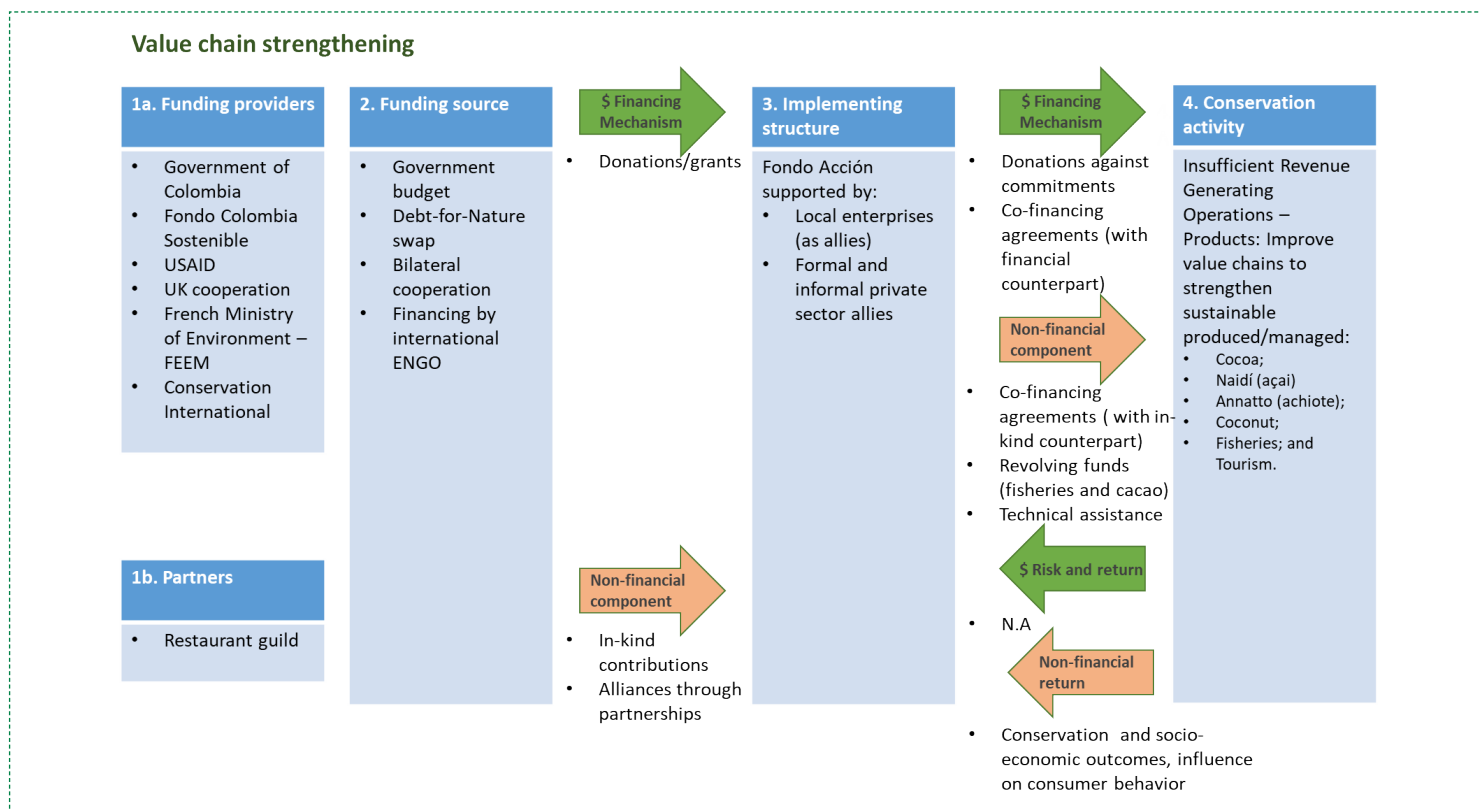 Value chain strengthening
1a. Funding providers
• Government of
Colombia
• Fondo Colombia
Sostenible
• USAID
• UK cooperation
• French Ministry
of Environment –
FEEM
• Conservation
International
1b. Partners
• Restaurant guild
2. Funding source
• Government
budget
• Debt-for-Nature
swap
• Bilateral
cooperation
• Financing by
international
ENGO
$ Financing
Mechanism
• Donations/grants
Non-financial
component
• In-kind
contributions
• Alliances through
partnerships
3. Implementing
structure
Fondo Acción
supported by:
• Local enterprises
(as allies)
• Formal and
informal private
sector allies
$ Financing
Mechanism
• Donations against
commitments
• Co-financing
agreements (with
financial
counterpart)
Non-financial
component
• Co-financing
agreements ( with in-
kind counterpart)
• Revolving funds
(fisheries and cacao)
• Technical assistance
$ Risk and return
• N.A
Non-financial
return
• Conservation and socio-
economic outcomes, influence
on consumer behavior
4. Conservation
activity
Insufficient Revenue
Generating
Operations –
Products: Improve
value chains to
strengthen
sustainable
produced/managed:
• Cocoa;
• Naidí (açai)
• Annatto (achiote);
• Coconut;
• Fisheries; and
Tourism.